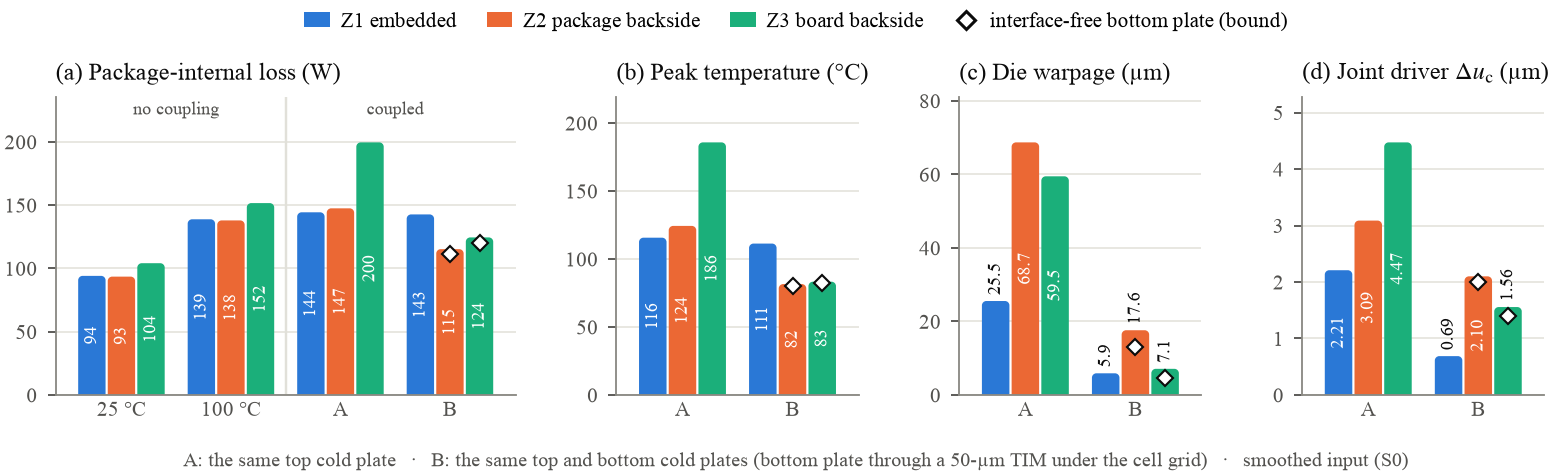 Z1 embedded Z2 package backside Z3 board backside interface-free bottom plate (bound)
(a) Package-internal loss (W)
no coupling coupled
200
150
100
50
0
94 93 104
139 138 152
144 147 200
143 115 124
25 °C 100 °C A B
(b) Peak temperature (°C)
200
150
100
50
0
116 124 186
111 82 83
A B
(c) Die warpage (µm)
80
60
40
20
0
25.5 68.7 59.5
5.9 17.6 7.1
A B
(d) Joint driver Δuc (µm)
5
4
3
2
1
0
2.21 3.09 4.47
0.69 2.10 1.56
A B
A: the same top cold plate · B: the same top and bottom cold plates (bottom plate through a 50-µm TIM under the cell grid) · smoothed input (S0)